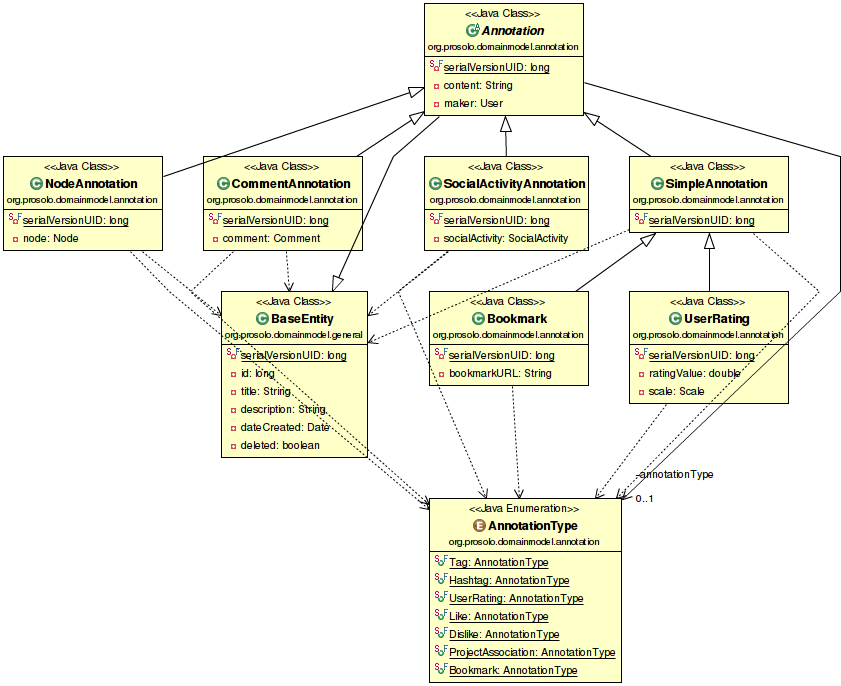 <<Java Class>>
Annotation
org.prosolo.domainmodel.annotation
serialVersionUID: long
content: String
maker: User
<<Java Class>>
NodeAnnotation
org.prosolo.domainmodel.annotation
serialVersionUID: long
node: Node
<<Java Class>>
CommentAnnotation
org.prosolo.domainmodel.annotation
serialVersionUID: long
comment: Comment
<<Java Class>>
SocialActivityAnnotation
org.prosolo.domainmodel.annotation
serialVersionUID: long
socialActivity: SocialActivity
<<Java Class>>
SimpleAnnotation
org.prosolo.domainmodel.annotation
serialVersionUID: long
<<Java Class>>
BaseEntity
org.prosolo.domainmodel.general
serialVersionUID: long
id: long
title: String
description: String
dateCreated: Date
deleted: boolean
<<Java Class>>
Bookmark
org.prosolo.domainmodel.annotation
serialVersionUID: long
bookmarkURL: String
<<Java Class>>
UserRating
org.prosolo.domainmodel.annotation
serialVersionUID: long
ratingValue: double
scale: Scale
-annotationType
0..1
<<Java Enumeration>>
AnnotationType
org.prosolo.domainmodel.annotation
Tag: AnnotationType
Hashtag: AnnotationType
UserRating: AnnotationType
Like: AnnotationType
Dislike: AnnotationType
ProjectAssociation: AnnotationType
Bookmark: AnnotationType